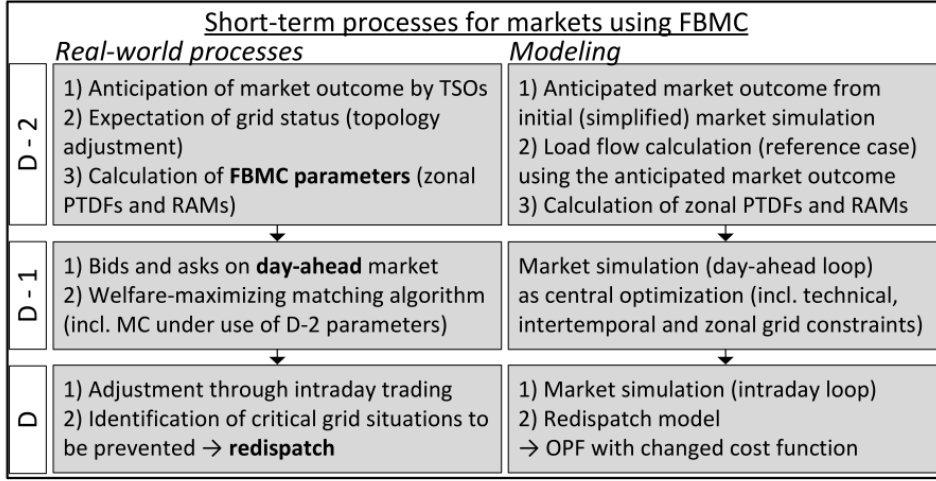 Short-term processes for markets using FBMC
Real-world processes
Modeling
D - 2
1) Anticipation of market outcome by TSOs
2) Expectation of grid status (topology
adjustment)
3) Calculation of FBMC parameters (zonal
PTDFs and RAMs)
1) Anticipated market outcome from
initial (simplified) market simulation
2) Load flow calculation (reference case)
using the anticipated market outcome
3) Calculation of zonal PTDFs and RAMs
D - 1
1) Bids and asks on day-ahead market
2) Welfare-maximizing matching algorithm
(incl. MC under use of D-2 parameters)
Market simulation (day-ahead loop)
as central optimization (incl. technical,
intertemporal and zonal grid constraints)
D
1) Adjustment through intraday trading
2) Identification of critical grid situations to
be prevented → redispatch
1) Market simulation (intraday loop)
2) Redispatch model
→ OPF with changed cost function